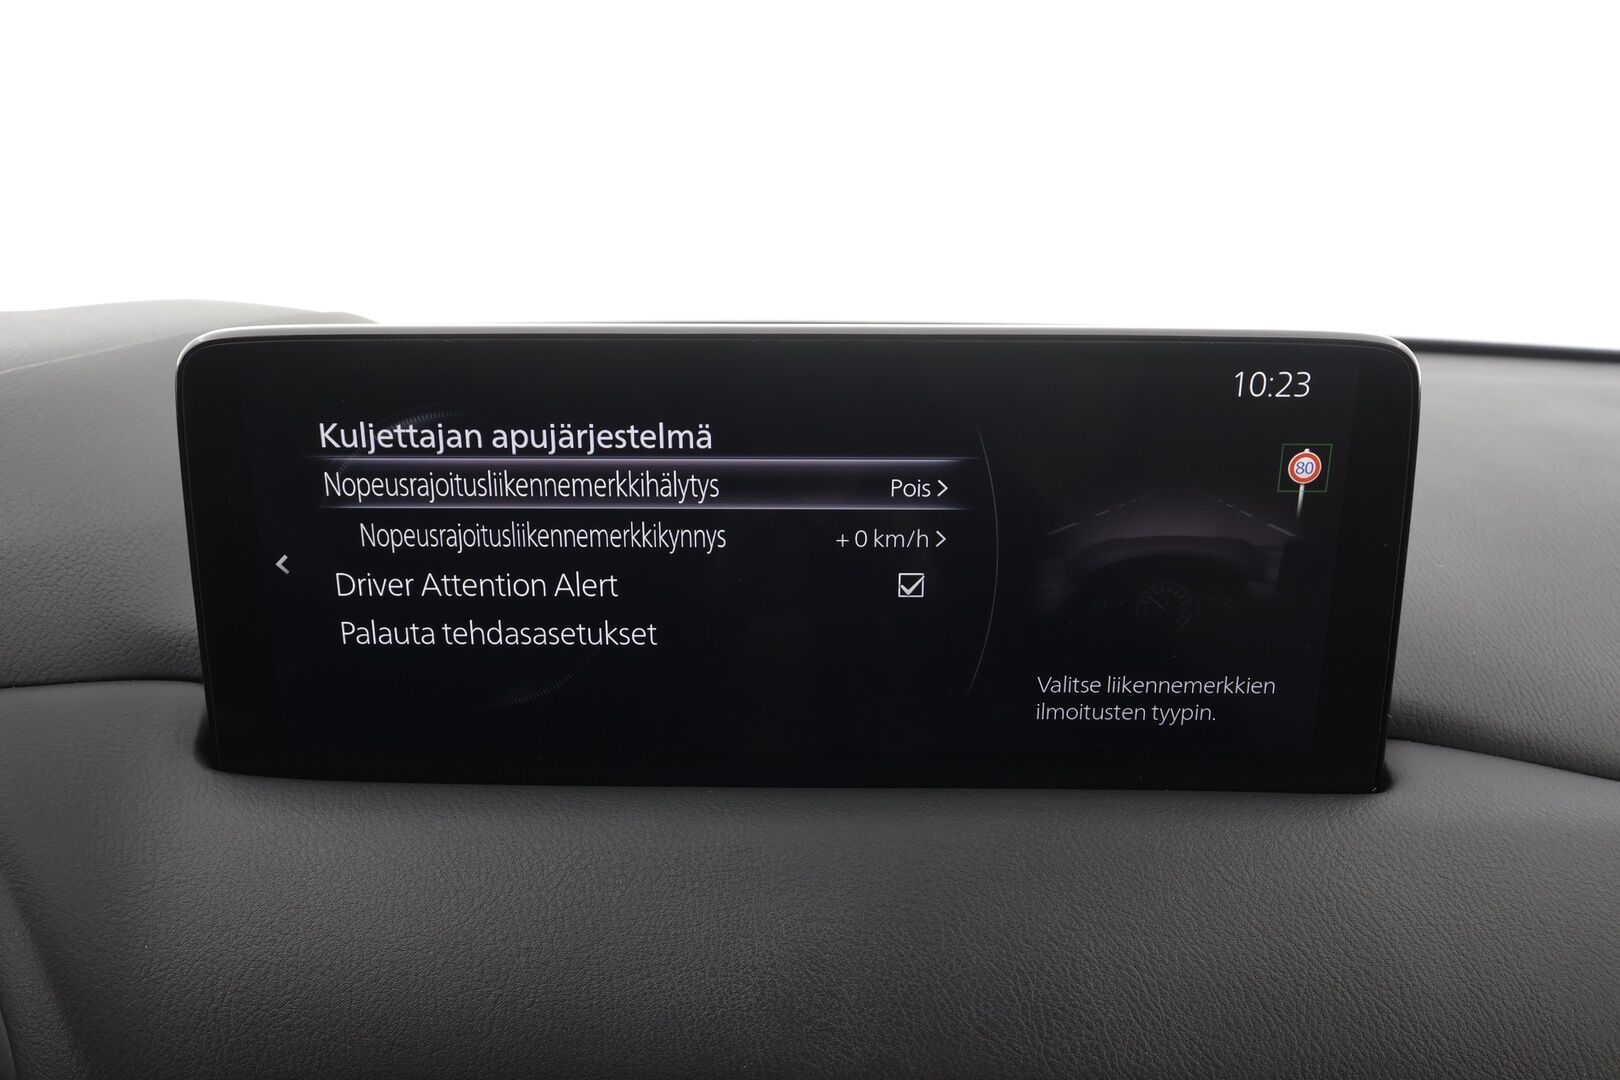 10:23
Kuljettajan apujärjestelmä
Nopeusrajoitusliikennemerkkihälytys Pois >
Nopeusrajoitusliikennemerkkikynnys + 0 km/h >
Driver Attention Alert
Palauta tehdasasetukset
80
Valitse liikennemerkkien
ilmoitusten tyypin.